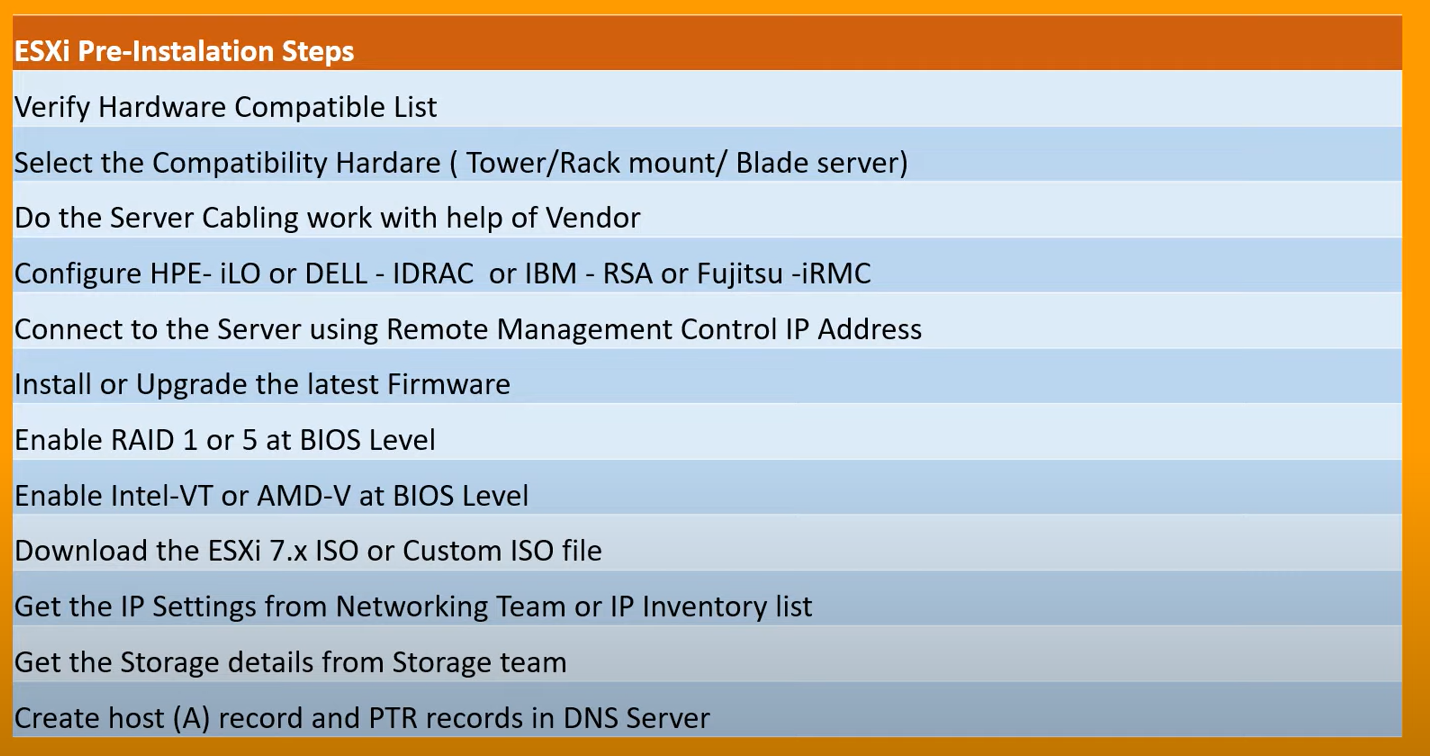 ESXi Pre-Instalation Steps
Verify Hardware Compatible List
Select the Compatibility Hardare ( Tower/Rack mount/ Blade server)
Do the Server Cabling work with help of Vendor
Configure HPE- iLO or DELL - IDRAC  or IBM - RSA or Fujitsu -iRMC
Connect to the Server using Remote Management Control IP Address
Install or Upgrade the latest Firmware
Enable RAID 1 or 5 at BIOS Level
Enable Intel-VT or AMD-V at BIOS Level
Download the ESXi 7.x ISO or Custom ISO file
Get the IP Settings from Networking Team or IP Inventory list
Get the Storage details from Storage team
Create host (A) record and PTR records in DNS Server